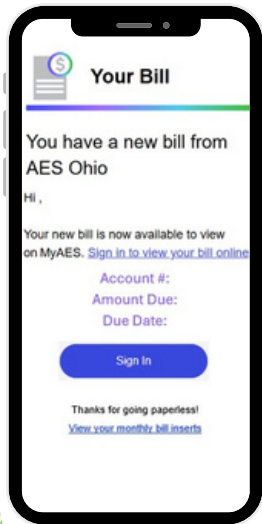 $
Your Bill
You have a new bill from
AES Ohio
Hi ,
Your new bill is now available to view
on MyAES. Sign in to view your bill online
Account #:
Amount Due:
Due Date:
Sign In
Thanks for going paperless!
View your monthly bill inserts